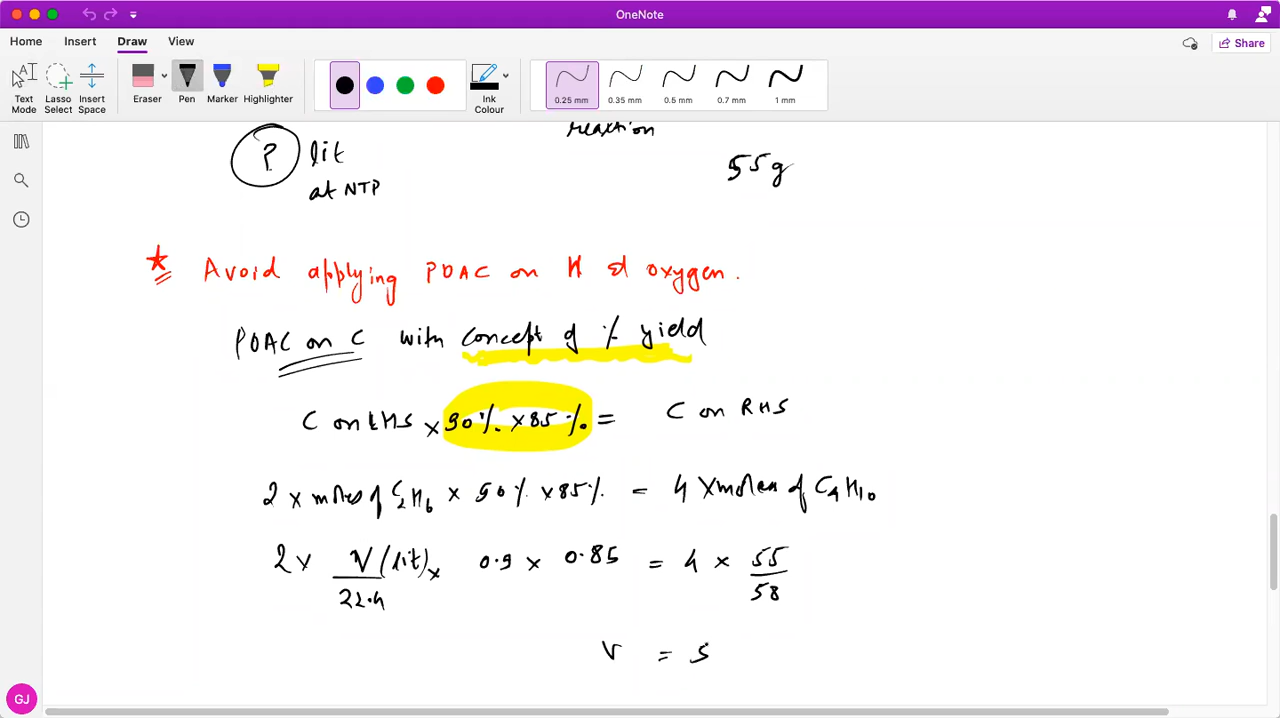 OneNote
Home Insert Draw View
Share
Text Mode
Lasso Select
Insert Space
Eraser
Pen
Marker
Highlighter
Ink Colour
0.25 mm
0.35 mm
0.5 mm
0.7 mm
1 mm
reaction
? lit
at NTP
55g
* Avoid applying POAC on H & oxygen.
POAC on C with concept of % yield
C on LHS × 90% × 85% = C on RHS
2 × moles of C2H6 × 90% × 85% = 4 × moles of C4H10
2 × V(lit)/22.4 × 0.9 × 0.85 = 4 × 55/58
V = 5
GJ